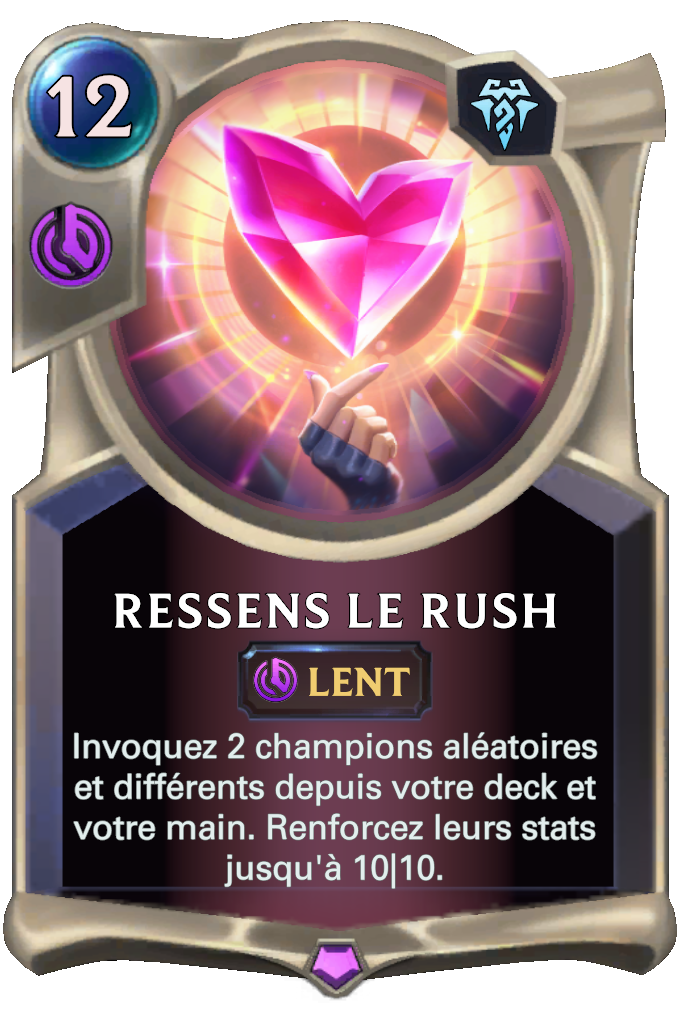 12
RESSENS LE RUSH
LENT
Invoquez 2 champions aléatoires
et différents depuis votre deck et
votre main. Renforcez leurs stats
jusqu'à 10|10.